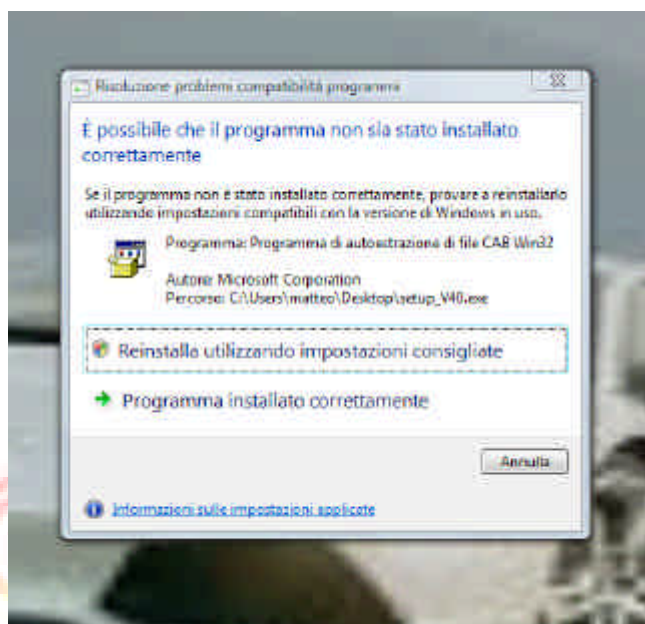 Risoluzione problemi compatibilità programmi
È possibile che il programma non sia stato installato
correttamente
Se il programma non è stato installato correttamente, provare a reinstallarlo
utilizzando impostazioni compatibili con la versione di Windows in uso.
Programma: Programma di autoestrazione di file CAB Win32
Autore: Microsoft Corporation
Percorso: C:\Users\matteo\Desktop\setup_V40.exe
Reinstalla utilizzando impostazioni consigliate
Programma installato correttamente
Annulla
Informazioni sulle impostazioni applicate